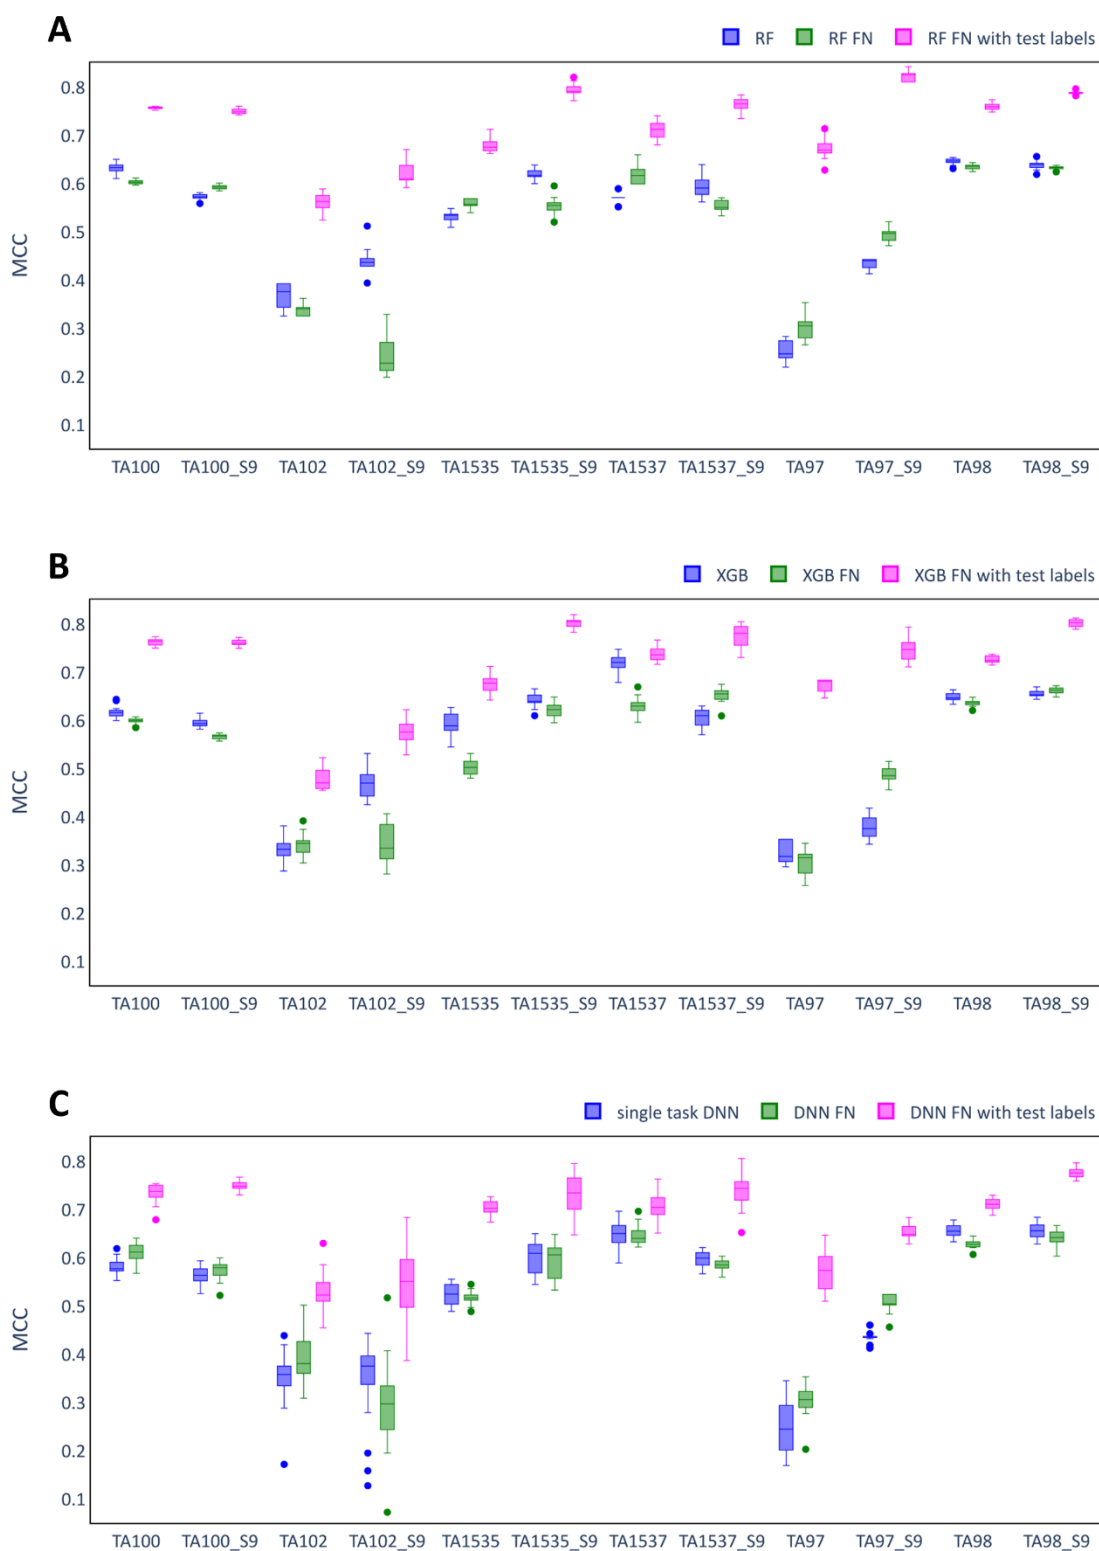 A
RF RF FN RF FN with test labels
0.8
0.7
0.6
0.5
0.4
0.3
0.2
0.1
MCC
TA100 TA100_S9 TA102 TA102_S9 TA1535 TA1535_S9 TA1537 TA1537_S9 TA97 TA97_S9 TA98 TA98_S9
B
XGB XGB FN XGB FN with test labels
0.8
0.7
0.6
0.5
0.4
0.3
0.2
0.1
MCC
TA100 TA100_S9 TA102 TA102_S9 TA1535 TA1535_S9 TA1537 TA1537_S9 TA97 TA97_S9 TA98 TA98_S9
C
single task DNN DNN FN DNN FN with test labels
0.8
0.7
0.6
0.5
0.4
0.3
0.2
0.1
MCC
TA100 TA100_S9 TA102 TA102_S9 TA1535 TA1535_S9 TA1537 TA1537_S9 TA97 TA97_S9 TA98 TA98_S9